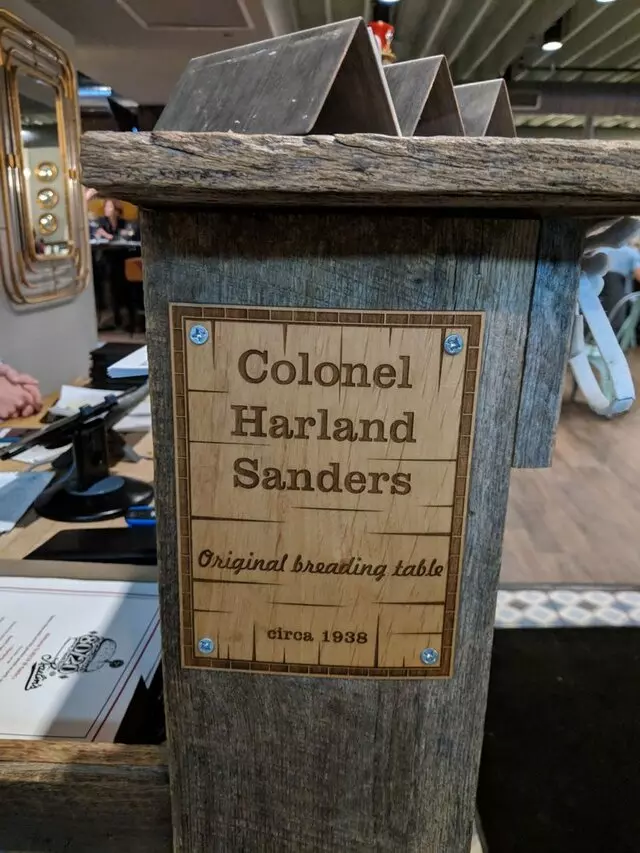 Colonel
Harland
Sanders
Original breading table
circa 1938